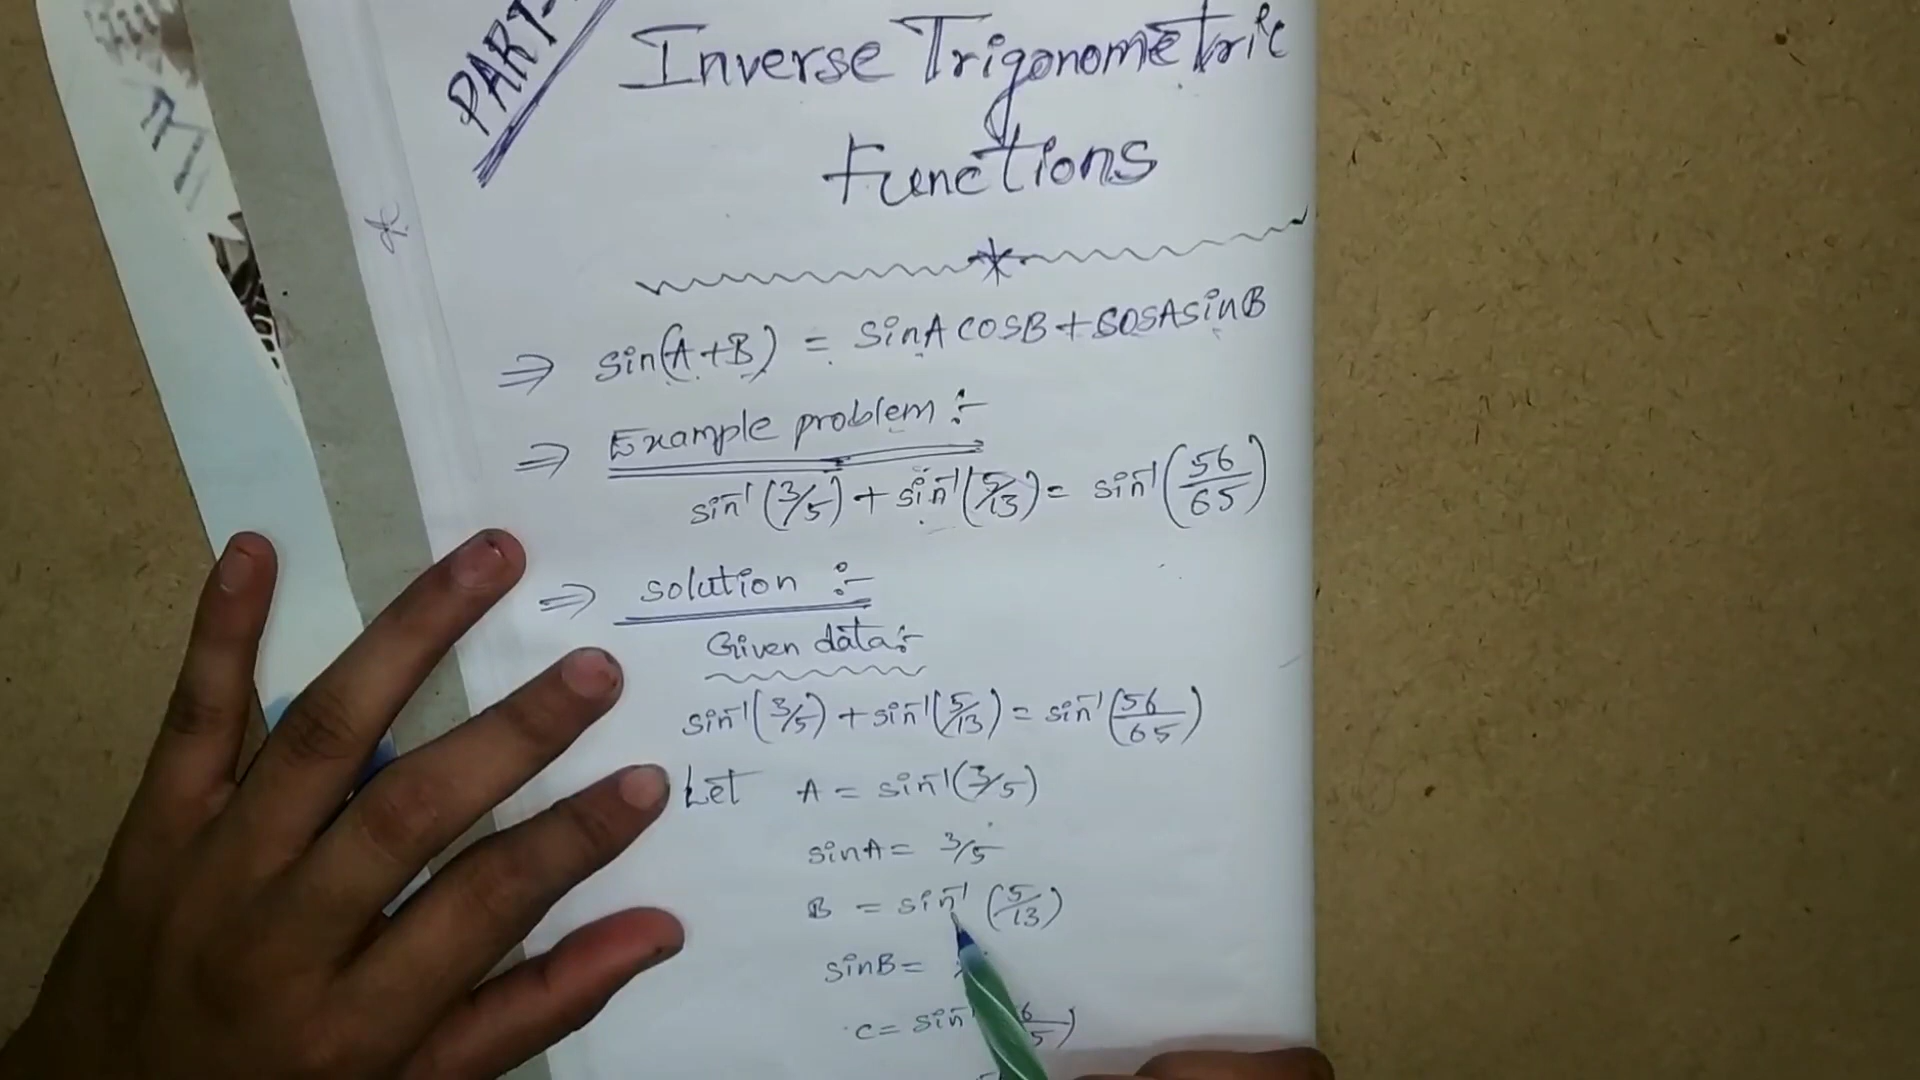 PART-
Inverse Trigonometric
Functions
⇒ sin(A+B) = sinA cosB + cosA sinB
⇒ Example problem :-
sin⁻¹(3/5) + sin⁻¹(5/13) = sin⁻¹(56/65)
⇒ solution :-
Given data:-
sin⁻¹(3/5) + sin⁻¹(5/13) = sin⁻¹(56/65)
Let A = sin⁻¹(3/5)
sinA = 3/5
B = sin⁻¹(5/13)
sinB =
c = sin⁻¹